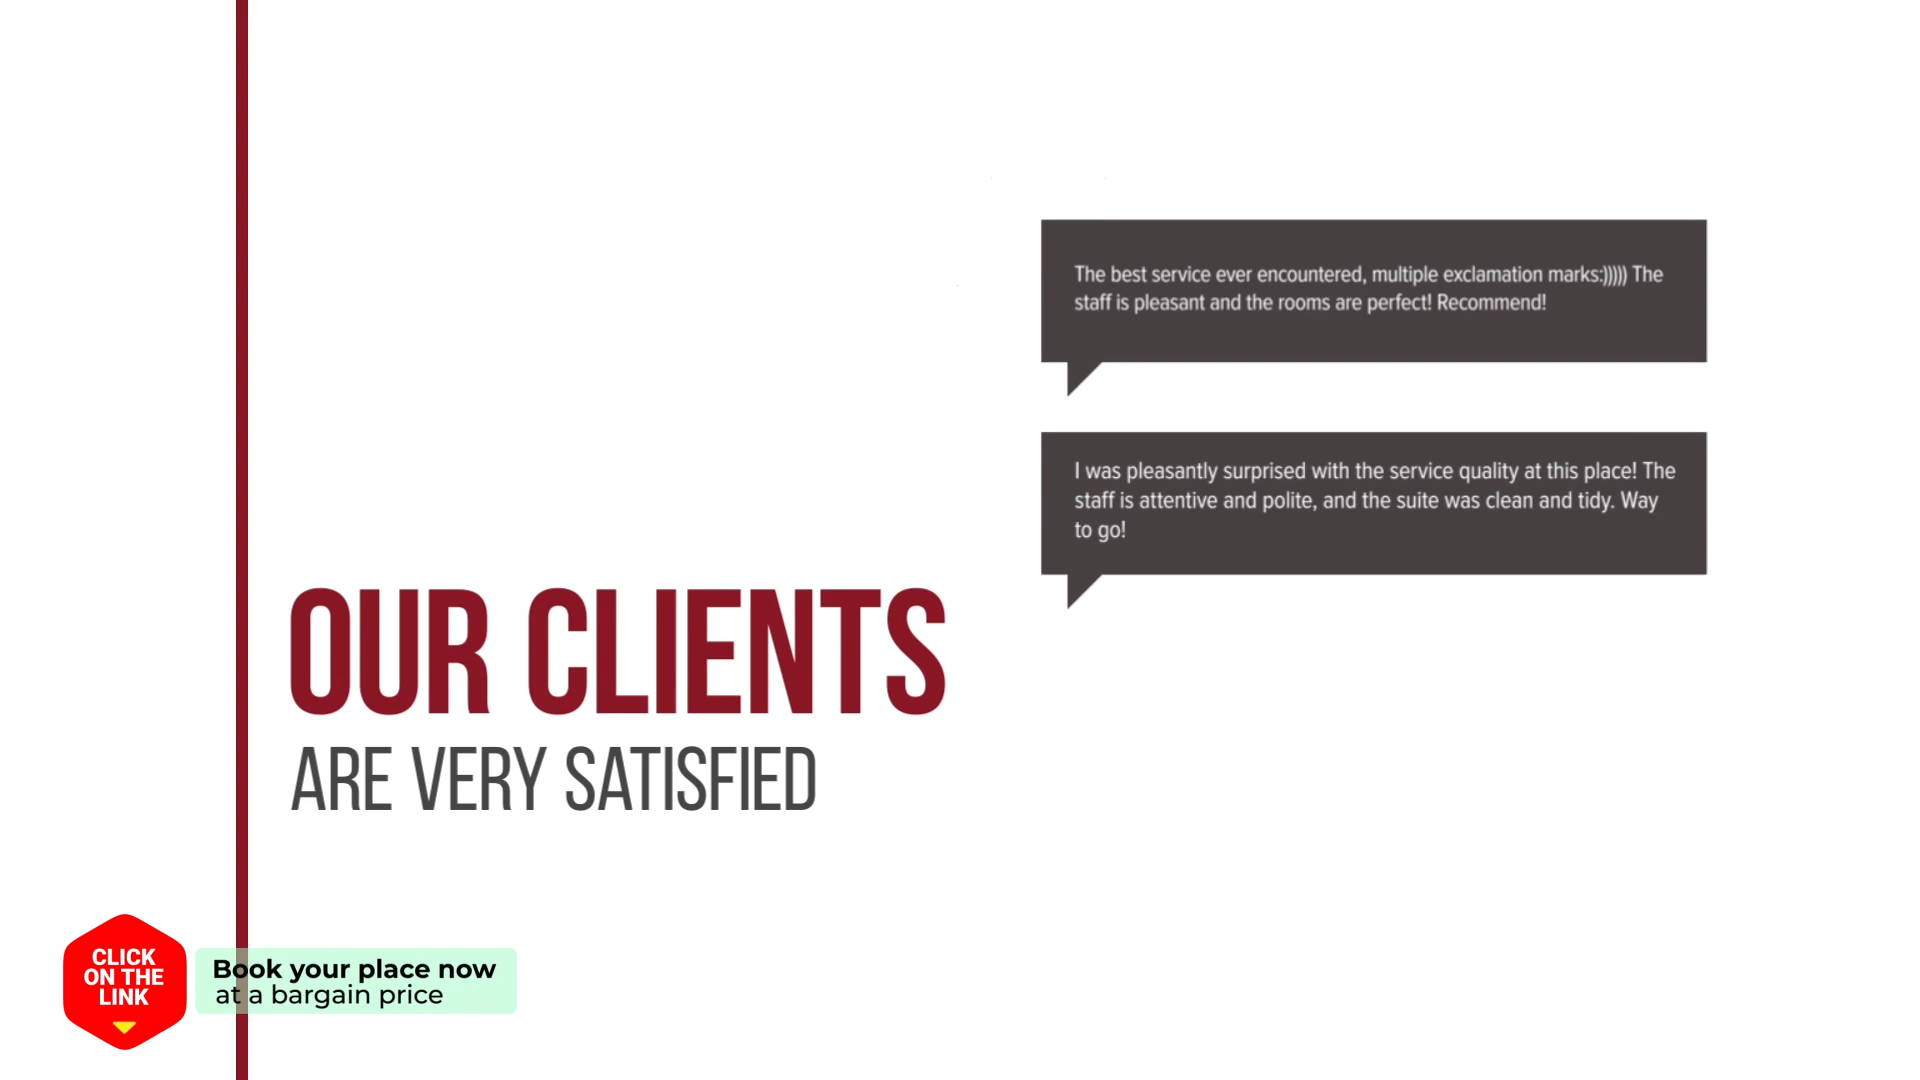 The best service ever encountered, multiple exclamation marks:))))) The
staff is pleasant and the rooms are perfect! Recommend!
I was pleasantly surprised with the service quality at this place! The
staff is attentive and polite, and the suite was clean and tidy. Way
to go!
OUR CLIENTS
ARE VERY SATISFIED
CLICK
ON THE
LINK
Book your place now
at a bargain price